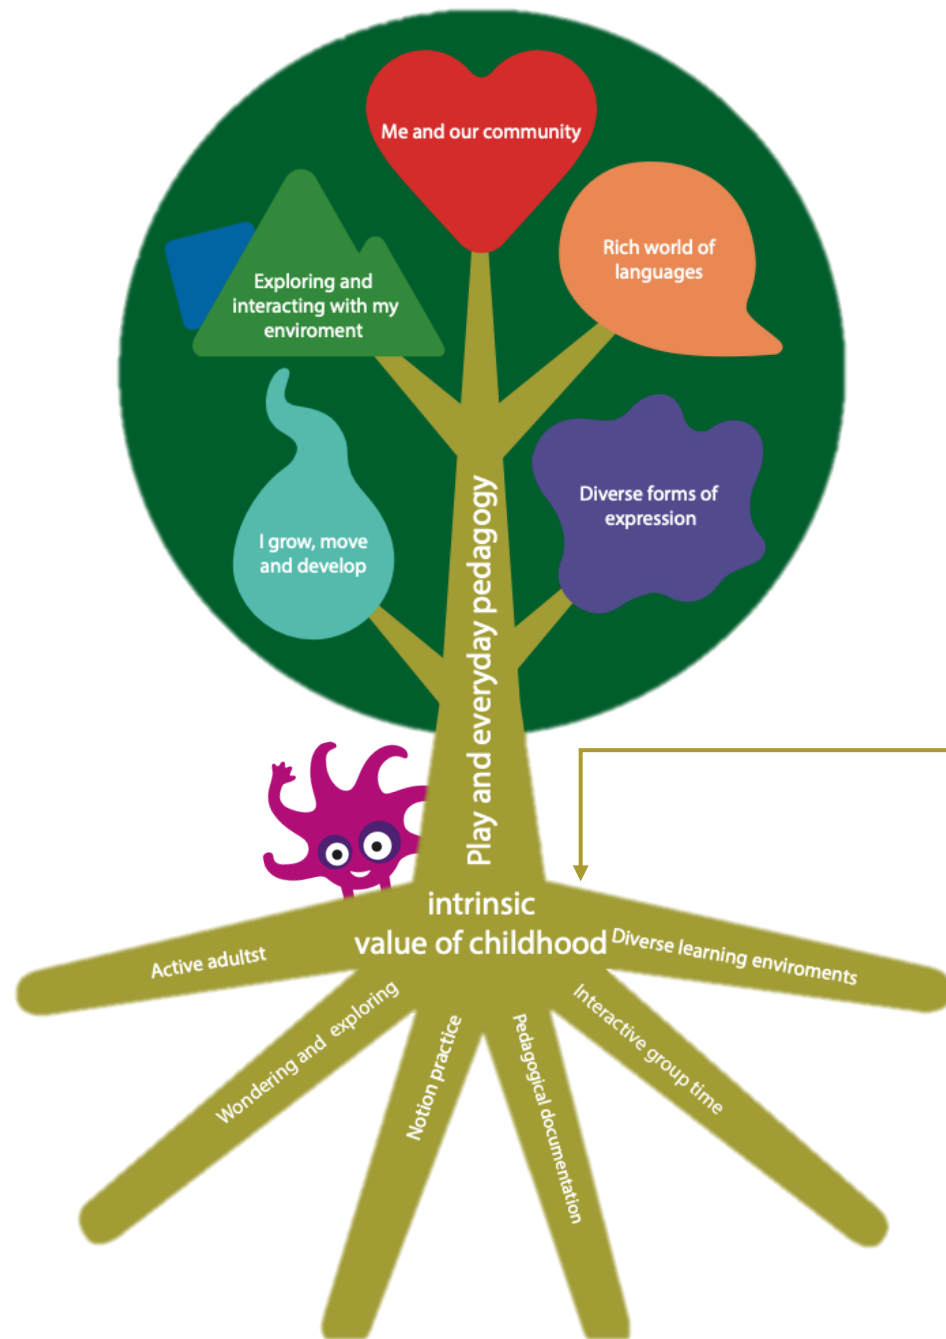 Me and our community
Rich world of
languages
Exploring and
interacting with my
enviroment
Diverse forms of
expression
I grow, move
and develop
Play and everyday pedagogy
intrinsic
value of childhood
Active adultst
Wondering and exploring
Notion practice
Pedagogical documentation
Interactive group time
Diverse learning enviroments